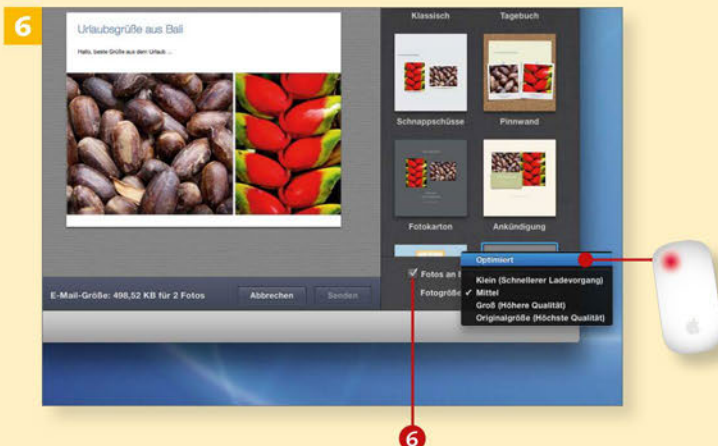 6
Urlaubsgrüße aus Bali
Hallo, beste Grüße aus dem Urlaub ...
Klassisch
Tagebuch
Schnappschüsse
Pinnwand
Fotokarton
Ankündigung
Fotos an
Fotogröße
Optimiert
Klein (Schnellerer Ladevorgang)
✓ Mittel
Groß (Höhere Qualität)
Originalgröße (Höchste Qualität)
E-Mail-Größe: 498,52 KB für 2 Fotos
Abbrechen
Senden
6